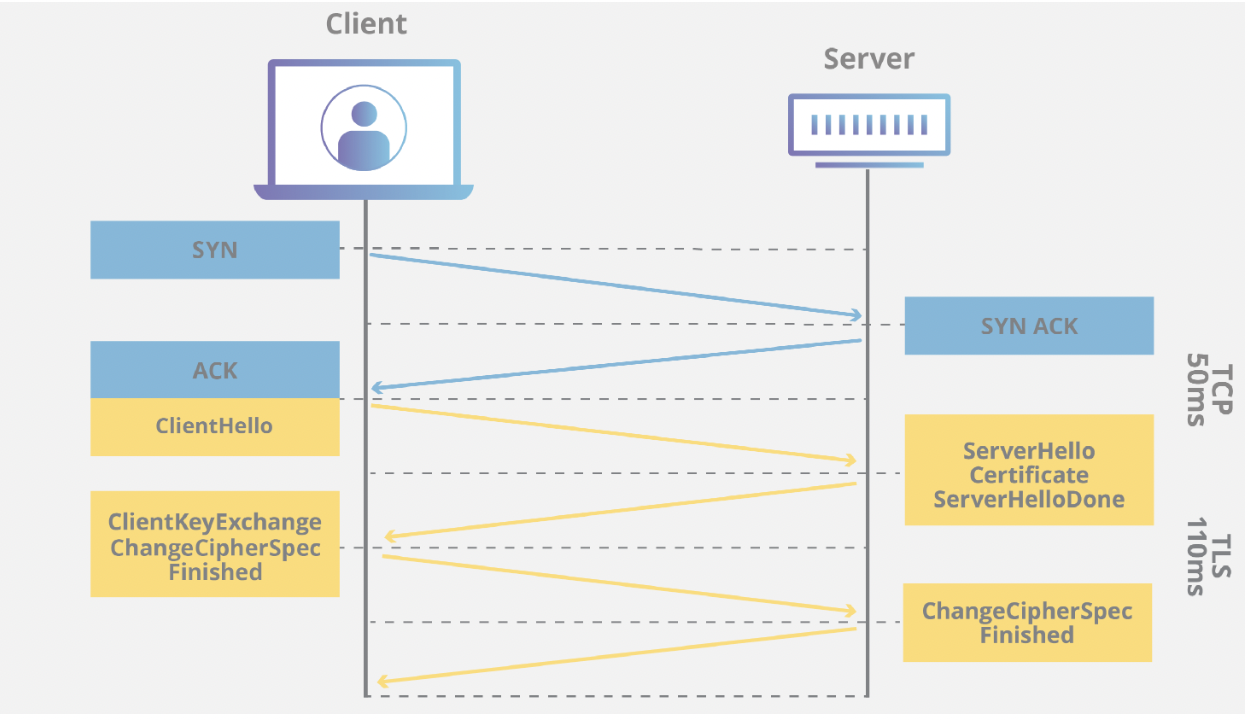 Client
Server
SYN
SYN ACK
ACK
ClientHello
TCP
50ms
ServerHello
Certificate
ServerHelloDone
ClientKeyExchange
ChangeCipherSpec
Finished
TLS
110ms
ChangeCipherSpec
Finished